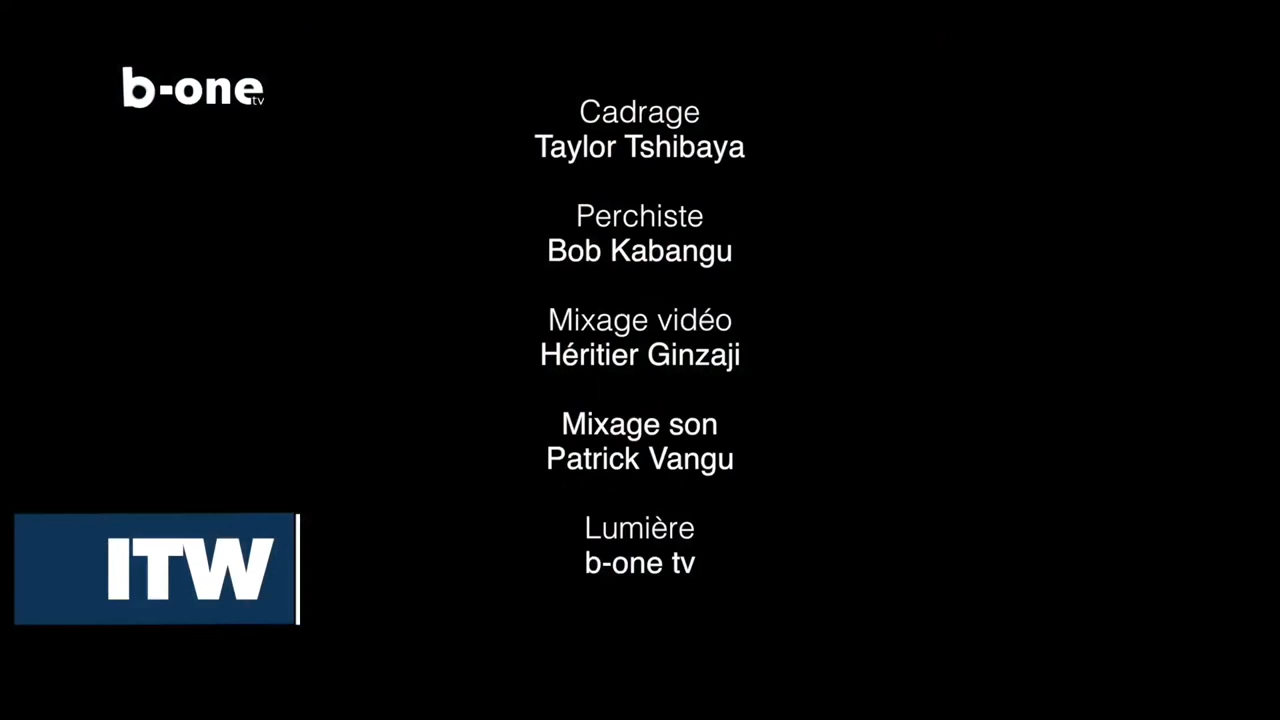 b-one tv
Cadrage
Taylor Tshibaya
Perchiste
Bob Kabangu
Mixage vidéo
Héritier Ginzaji
Mixage son
Patrick Vangu
Lumière
b-one tv
ITW